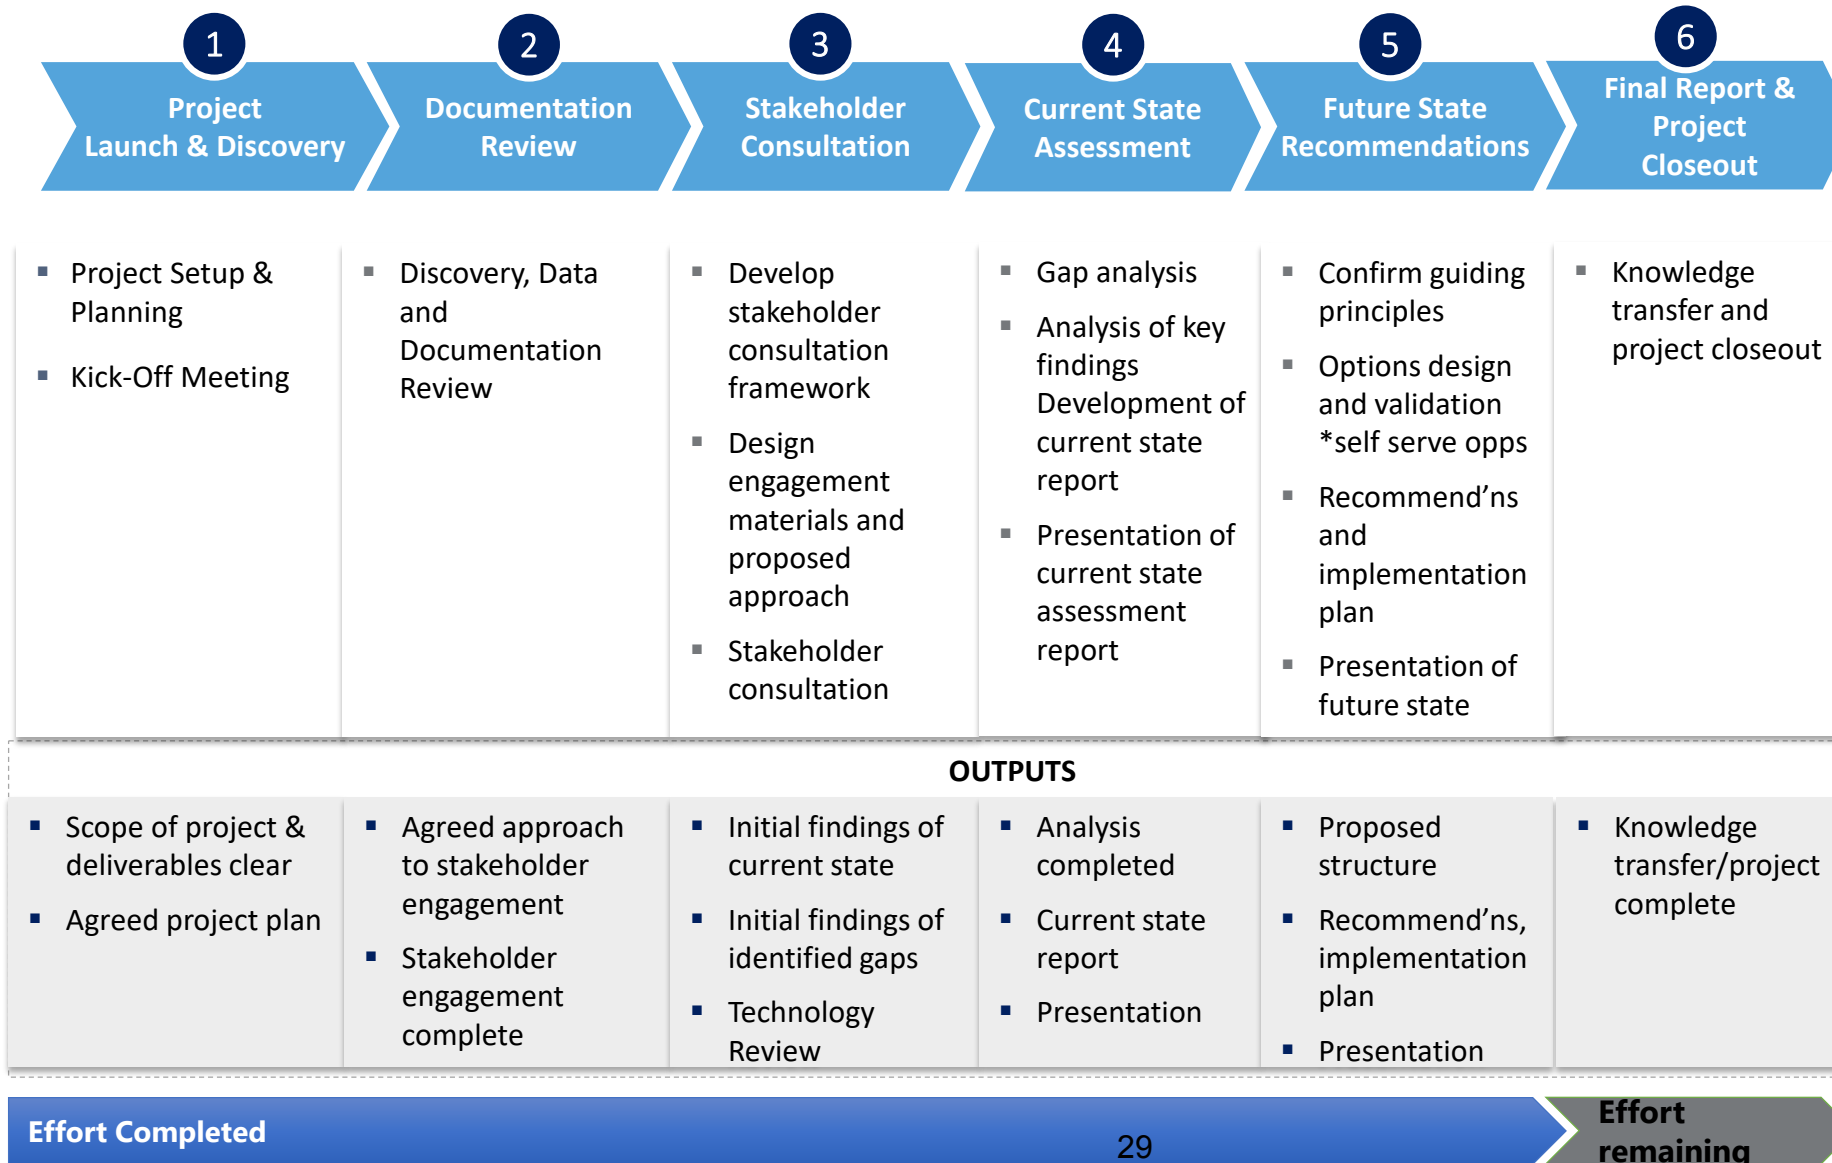 1
2
3
4
5
6
Project
Launch & Discovery
Documentation
Review
Stakeholder
Consultation
Current State
Assessment
Future State
Recommendations
Final Report &
Project
Closeout
Project Setup &
Planning
Kick-Off Meeting
Discovery, Data
and
Documentation
Review
Develop
stakeholder
consultation
framework
Design
engagement
materials and
proposed
approach
Stakeholder
consultation
Gap analysis
Analysis of key
findings
Development of
current state
report
Presentation of
current state
assessment
report
Confirm guiding
principles
Options design
and validation
*self serve opps
Recommend’ns
and
implementation
plan
Presentation of
future state
Knowledge
transfer and
project closeout
OUTPUTS
Scope of project &
deliverables clear
Agreed project plan
Agreed approach
to stakeholder
engagement
Stakeholder
engagement
complete
Initial findings of
current state
Initial findings of
identified gaps
Technology
Review
Analysis
completed
Current state
report
Presentation
Proposed
structure
Recommend’ns,
implementation
plan
Presentation
Knowledge
transfer/project
complete
Effort Completed
29
Effort
remaining